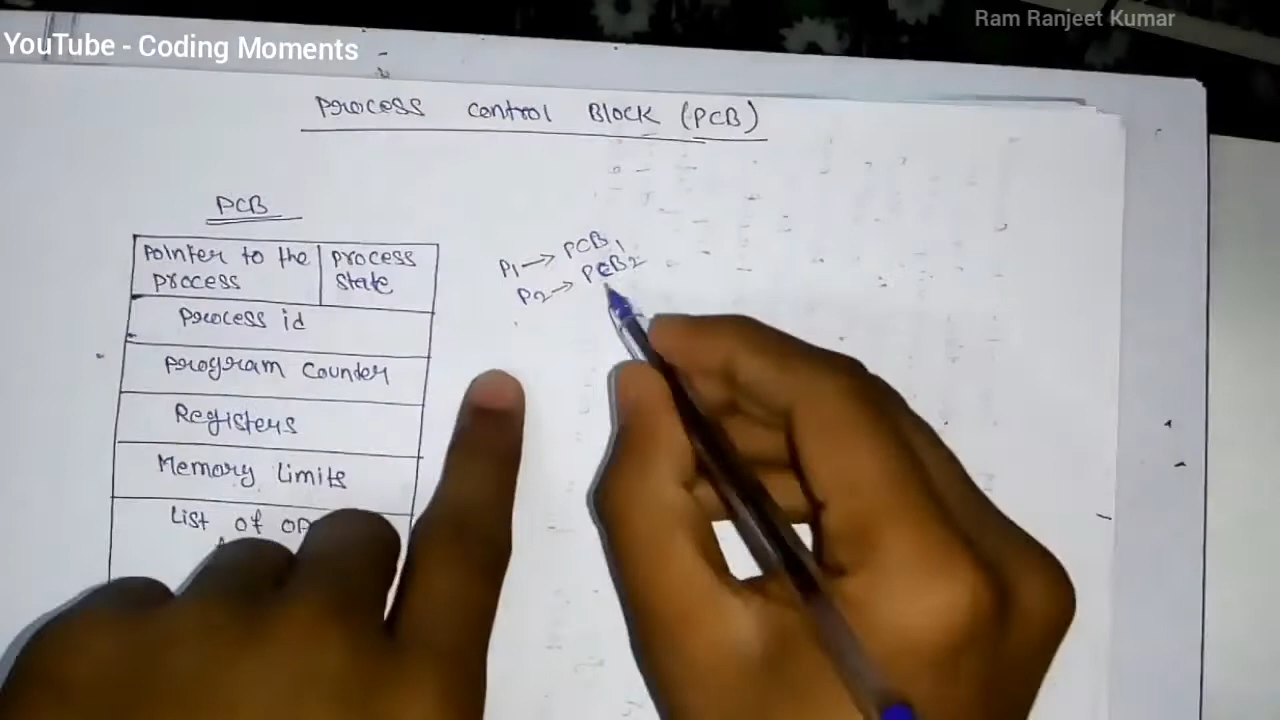 Ram Ranjeet Kumar
YouTube - Coding Moments
Process Control Block (PCB)
PCB
Pointer to the process
process state
Process id
Program Counter
Registers
Memory Limits
List of
P1 → PCB1
P2 → PCB2